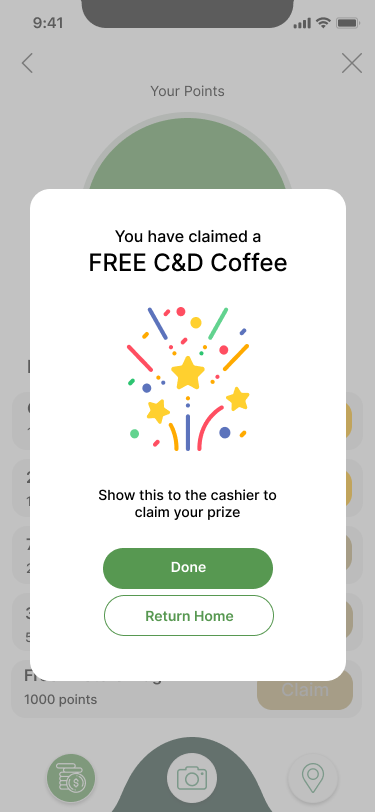 9:41
Your Points
You have claimed a
FREE C&D Coffee
Show this to the cashier to
claim your prize
Done
Return Home
1000 points
Claim